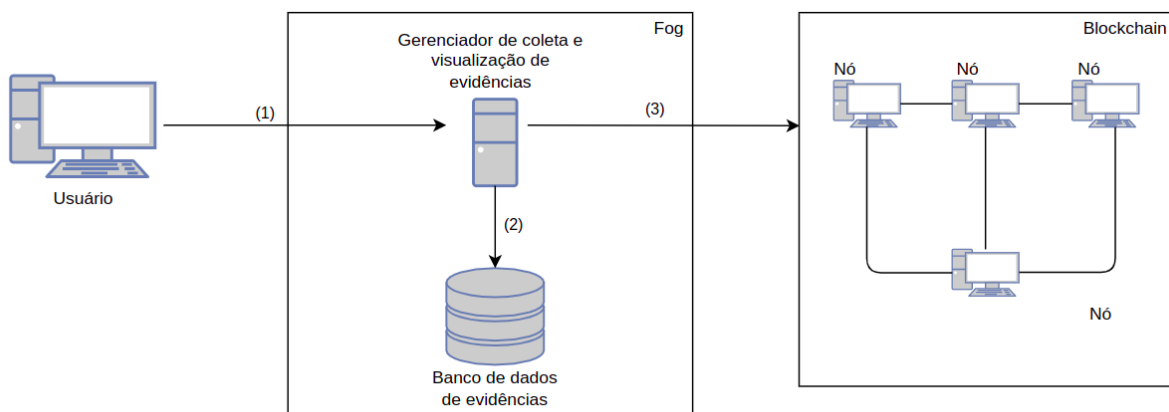 Fog
Blockchain
Gerenciador de coleta e
visualização de
evidências
Nó
Nó
Nó
(1)
(3)
Usuário
(2)
Nó
Banco de dados
de evidências